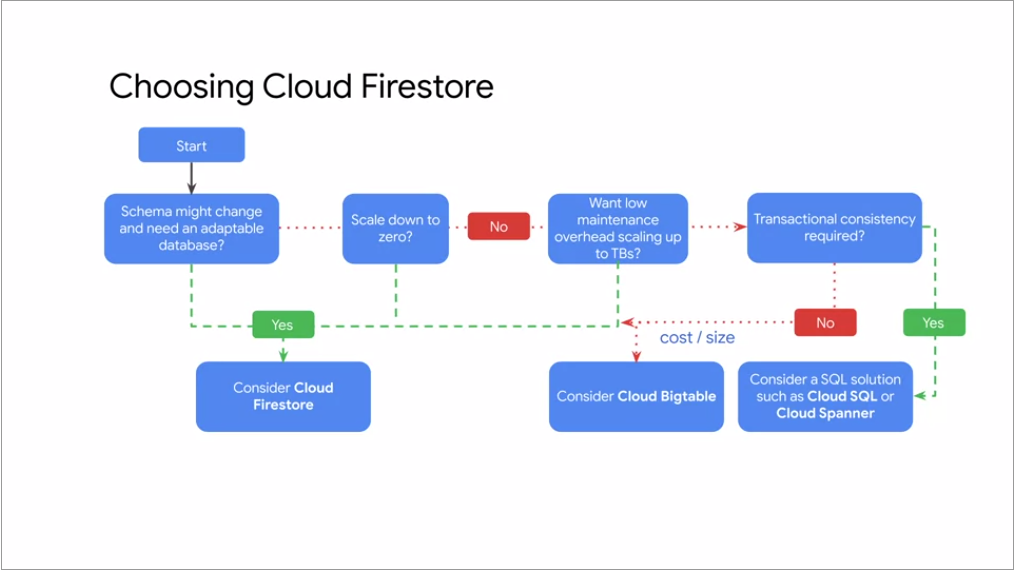 Choosing Cloud Firestore
Start
Schema might change
and need an adaptable
database?
Scale down to
zero?
No
Want low
maintenance
overhead scaling up
to TBs?
Transactional consistency
required?
Yes
No
Yes
cost / size
Consider Cloud
Firestore
Consider Cloud Bigtable
Consider a SQL solution
such as Cloud SQL or
Cloud Spanner